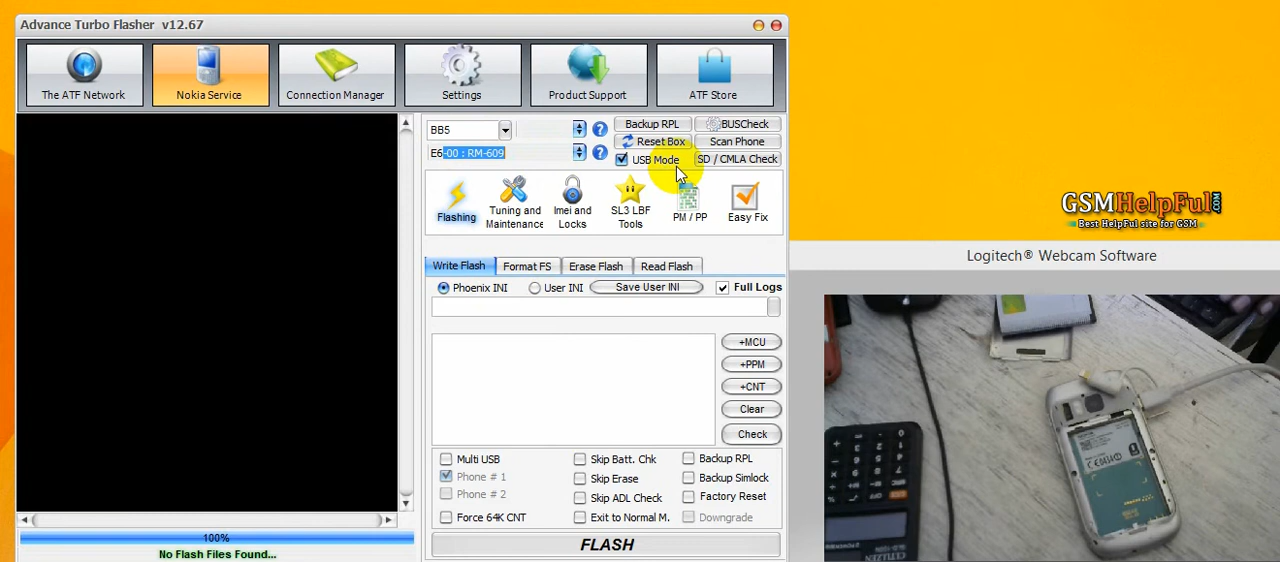 Advance Turbo Flasher v12.67
The ATF Network
Nokia Service
Connection Manager
Settings
Product Support
ATF Store
BB5
Backup RPL
BUSCheck
E6-00 : RM-609
Reset Box
Scan Phone
USB Mode
SD / CMLA Check
Flashing
Tuning and Maintenance
Imei and Locks
SL3 LBF Tools
PM / PP
Easy Fix
Write Flash
Format FS
Erase Flash
Read Flash
Phoenix INI
User INI
Save User INI
Full Logs
+MCU
+PPM
+CNT
Clear
Check
Multi USB
Skip Batt. Chk
Backup RPL
Phone # 1
Skip Erase
Backup Simlock
Phone # 2
Skip ADL Check
Factory Reset
Force 64K CNT
Exit to Normal M.
Downgrade
100%
No Flash Files Found...
FLASH
GSMHelpFul.com
Best HelpFul site for GSM
Logitech® Webcam Software
CITIZEN